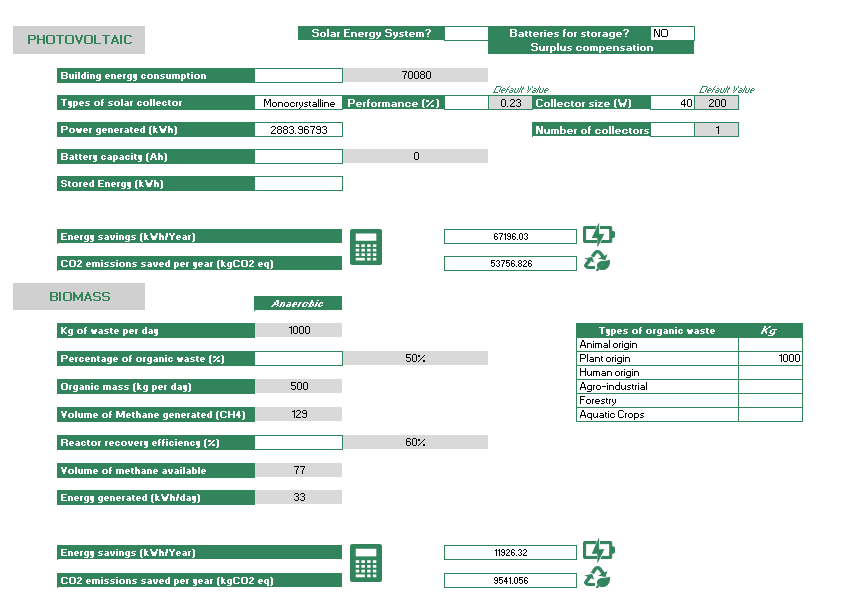 Solar Energy System? Batteries for storage? NO
PHOTOVOLTAIC
Surplus compensation
Building energy consumption 70080
Default Value Default Value
Types of solar collector Monocrystalline Performance (%) 0.23 Collector size (W) 40 200
Power generated (kWh) 2883.96793 Number of collectors 1
Battery capacity (Ah) 0
Stored Energy (kWh)
Energy savings (kWh/Year) 67196.03
CO2 emissions saved per year (kgCO2 eq) 53756.826
BIOMASS
Anaerobic
Kg of waste per day 1000 Types of organic waste Kg
Animal origin
Percentage of organic waste (%) 50% Plant origin 1000
Human origin
Organic mass (kg per day) 500 Agro-industrial
Forestry
Volume of Methane generated (CH4) 129 Aquatic Crops
Reactor recovery efficiency (%) 60%
Volume of methane available 77
Energy generated (kWh/day) 33
Energy savings (kWh/Year) 11926.32
CO2 emissions saved per year (kgCO2 eq) 9541.056